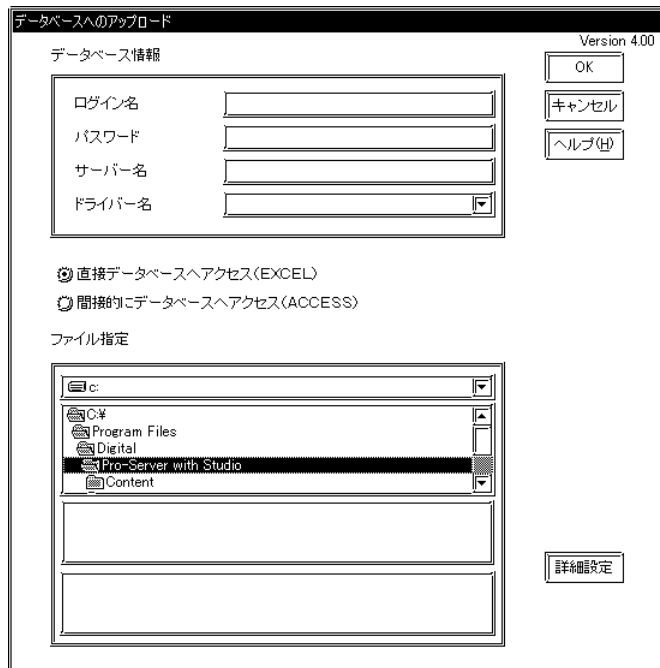 データベースへのアップロード
Version 4.00
データベース情報
OK
ログイン名
キャンセル
パスワード
ヘルプ(H)
サーバー名
ドライバー名
直接データベースへアクセス(EXCEL)
間接的にデータベースへアクセス(ACCESS)
ファイル指定
c:
C:¥
Program Files
Digital
Pro-Server with Studio
Content
詳細設定